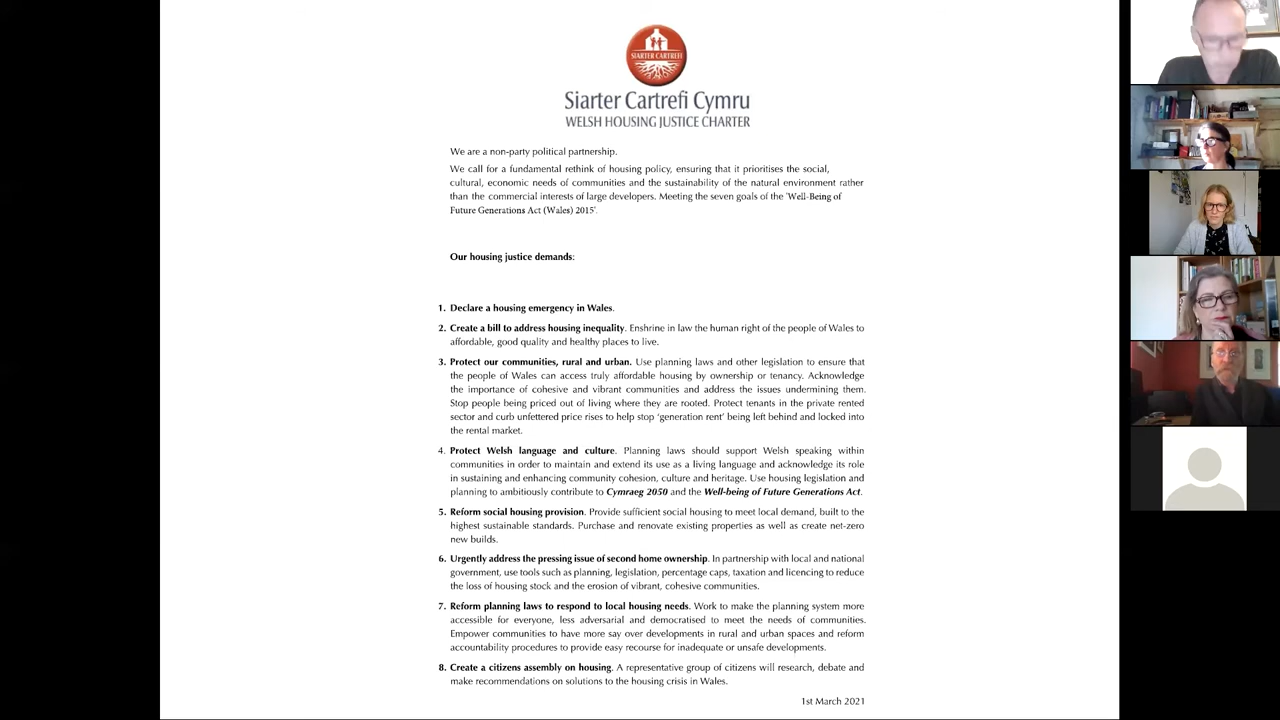 SIARTER CARTREFI
Siarter Cartrefi Cymru
WELSH HOUSING JUSTICE CHARTER
We are a non-party political partnership.
We call for a fundamental rethink of housing policy, ensuring that it prioritises the social,
cultural, economic needs of communities and the sustainability of the natural environment rather
than the commercial interests of large developers. Meeting the seven goals of the 'Well-Being of
Future Generations Act (Wales) 2015'.
Our housing justice demands:
1. Declare a housing emergency in Wales.
2. Create a bill to address housing inequality. Enshrine in law the human right of the people of Wales to
affordable, good quality and healthy places to live.
3. Protect our communities, rural and urban. Use planning laws and other legislation to ensure that
the people of Wales can access truly affordable housing by ownership or tenancy. Acknowledge
the importance of cohesive and vibrant communities and address the issues undermining them.
Stop people being priced out of living where they are rooted. Protect tenants in the private rented
sector and curb unfettered price rises to help stop 'generation rent' being left behind and locked into
the rental market.
4. Protect Welsh language and culture. Planning laws should support Welsh speaking within
communities in order to maintain and extend its use as a living language and acknowledge its role
in sustaining and enhancing community cohesion, culture and heritage. Use housing legislation and
planning to ambitiously contribute to Cymraeg 2050 and the Well-being of Future Generations Act.
5. Reform social housing provision. Provide sufficient social housing to meet local demand, built to the
highest sustainable standards. Purchase and renovate existing properties as well as create net-zero
new builds.
6. Urgently address the pressing issue of second home ownership. In partnership with local and national
government, use tools such as planning, legislation, percentage caps, taxation and licencing to reduce
the loss of housing stock and the erosion of vibrant, cohesive communities.
7. Reform planning laws to respond to local housing needs. Work to make the planning system more
accessible for everyone, less adversarial and democratised to meet the needs of communities.
Empower communities to have more say over developments in rural and urban spaces and reform
accountability procedures to provide easy recourse for inadequate or unsafe developments.
8. Create a citizens assembly on housing. A representative group of citizens will research, debate and
make recommendations on solutions to the housing crisis in Wales.
1st March 2021